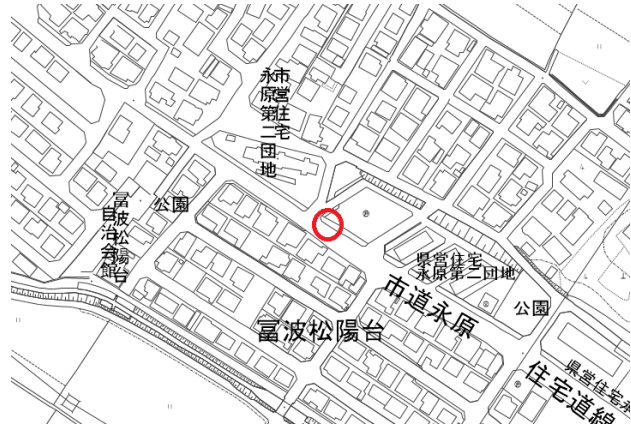 市営住宅
永原第二団地
公園
冨波松陽台
自治会館
県営住宅
永原第二団地
公園
市道永原
冨波松陽台
住宅道線
県営住宅永